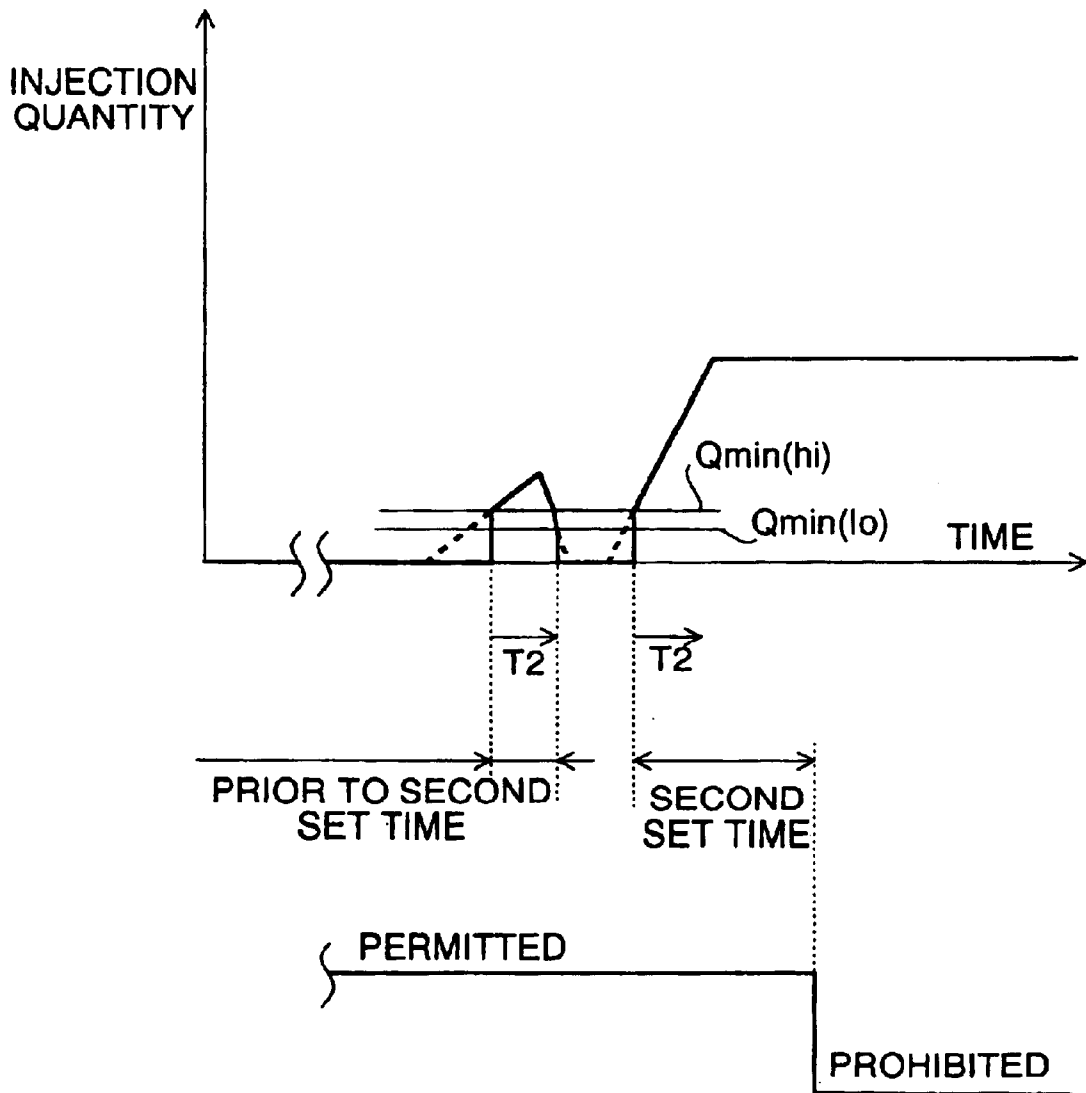 INJECTION
QUANTITY
Qmin(hi)
Qmin(lo)
TIME
T2
T2
PRIOR TO SECOND
SET TIME
SECOND
SET TIME
PERMITTED
PROHIBITED